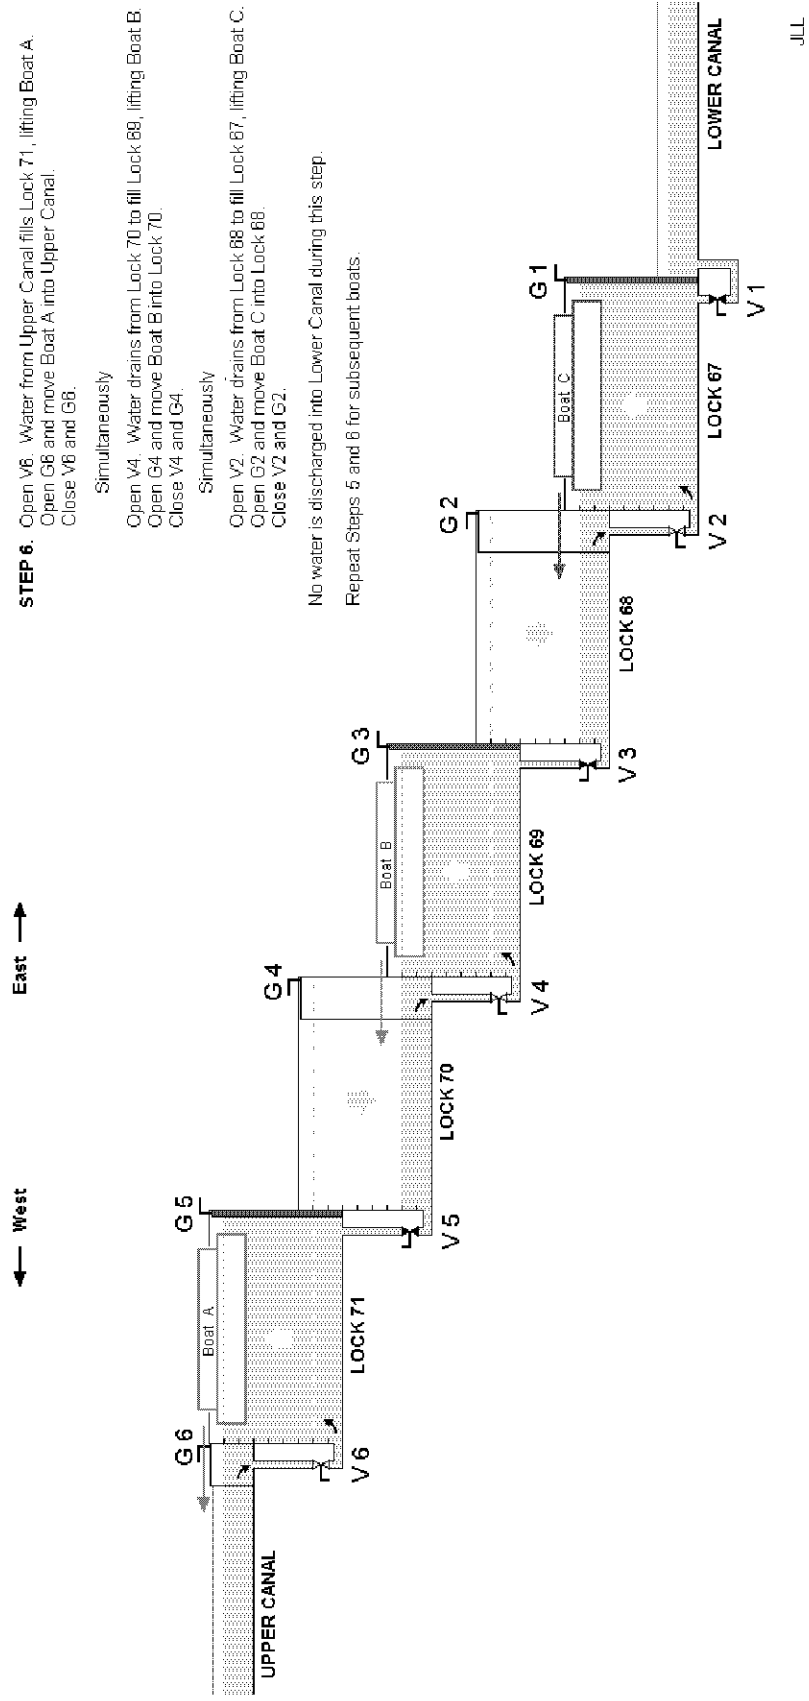 ← West
East →
STEP 6. Open V6. Water from Upper Canal fills Lock 71, lifting Boat A.
Open G6 and move Boat A into Upper Canal.
Close V6 and G6.
Simultaneously
Open V4. Water drains from Lock 70 to fill Lock 69, lifting Boat B.
Open G4 and move Boat B into Lock 70.
Close V4 and G4.
Simultaneously
Open V2. Water drains from Lock 68 to fill Lock 67, lifting Boat C.
Open G2 and move Boat C into Lock 68.
Close V2 and G2.
No water is discharged into Lower Canal during this step.
Repeat Steps 5 and 6 for subsequent boats.
UPPER CANAL
G 6
Boat A
G 5
V 6
LOCK 71
G 4
V 5
LOCK 70
Boat B
G 3
V 4
LOCK 69
G 2
V 3
LOCK 68
Boat C
G 1
V 2
LOCK 67
V 1
LOWER CANAL
JLL